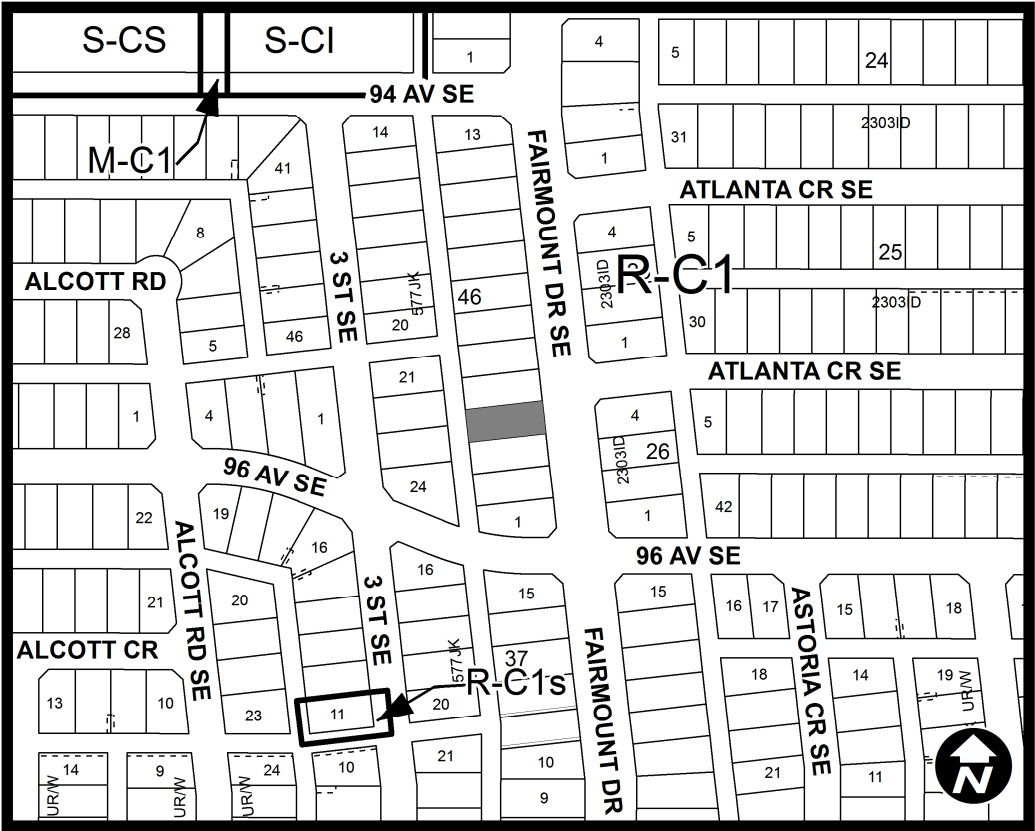 S-CS
S-CI
1
4
5
24
94 AV SE
M-C1
41
14
13
FAIRMOUNT DR SE
1
31
2303ID
ATLANTA CR SE
8
3 ST SE
4
5
25
R-C1
2303ID
ALCOTT RD
577JK
46
2303ID
28
5
46
20
1
30
ATLANTA CR SE
21
1
4
1
4
5
2303ID
26
96 AV SE
24
22
19
16
1
1
42
ALCOTT RD SE
96 AV SE
21
20
3 ST SE
16
15
15
16
17
ASTORIA CR SE
15
18
ALCOTT CR
FAIRMOUNT DR
577JK
37
R-C1s
13
10
23
11
20
18
14
19
UR/W
14
9
24
10
21
10
21
11
UR/W
UR/W
UR/W
9
N